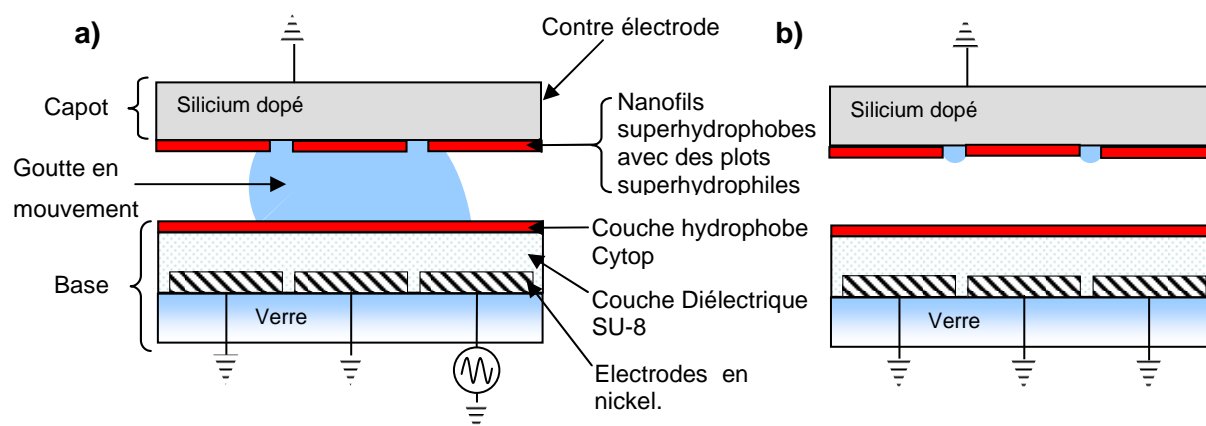 a)
Contre électrode
b)
Capot
Silicium dopé
Nanofils
superhydrophobes
avec des plots
superhydrophiles
Silicium dopé
Goutte en
mouvement
Couche hydrophobe
Cytop
Base
Couche Diélectrique
SU-8
Verre
Verre
Electrodes en
nickel.